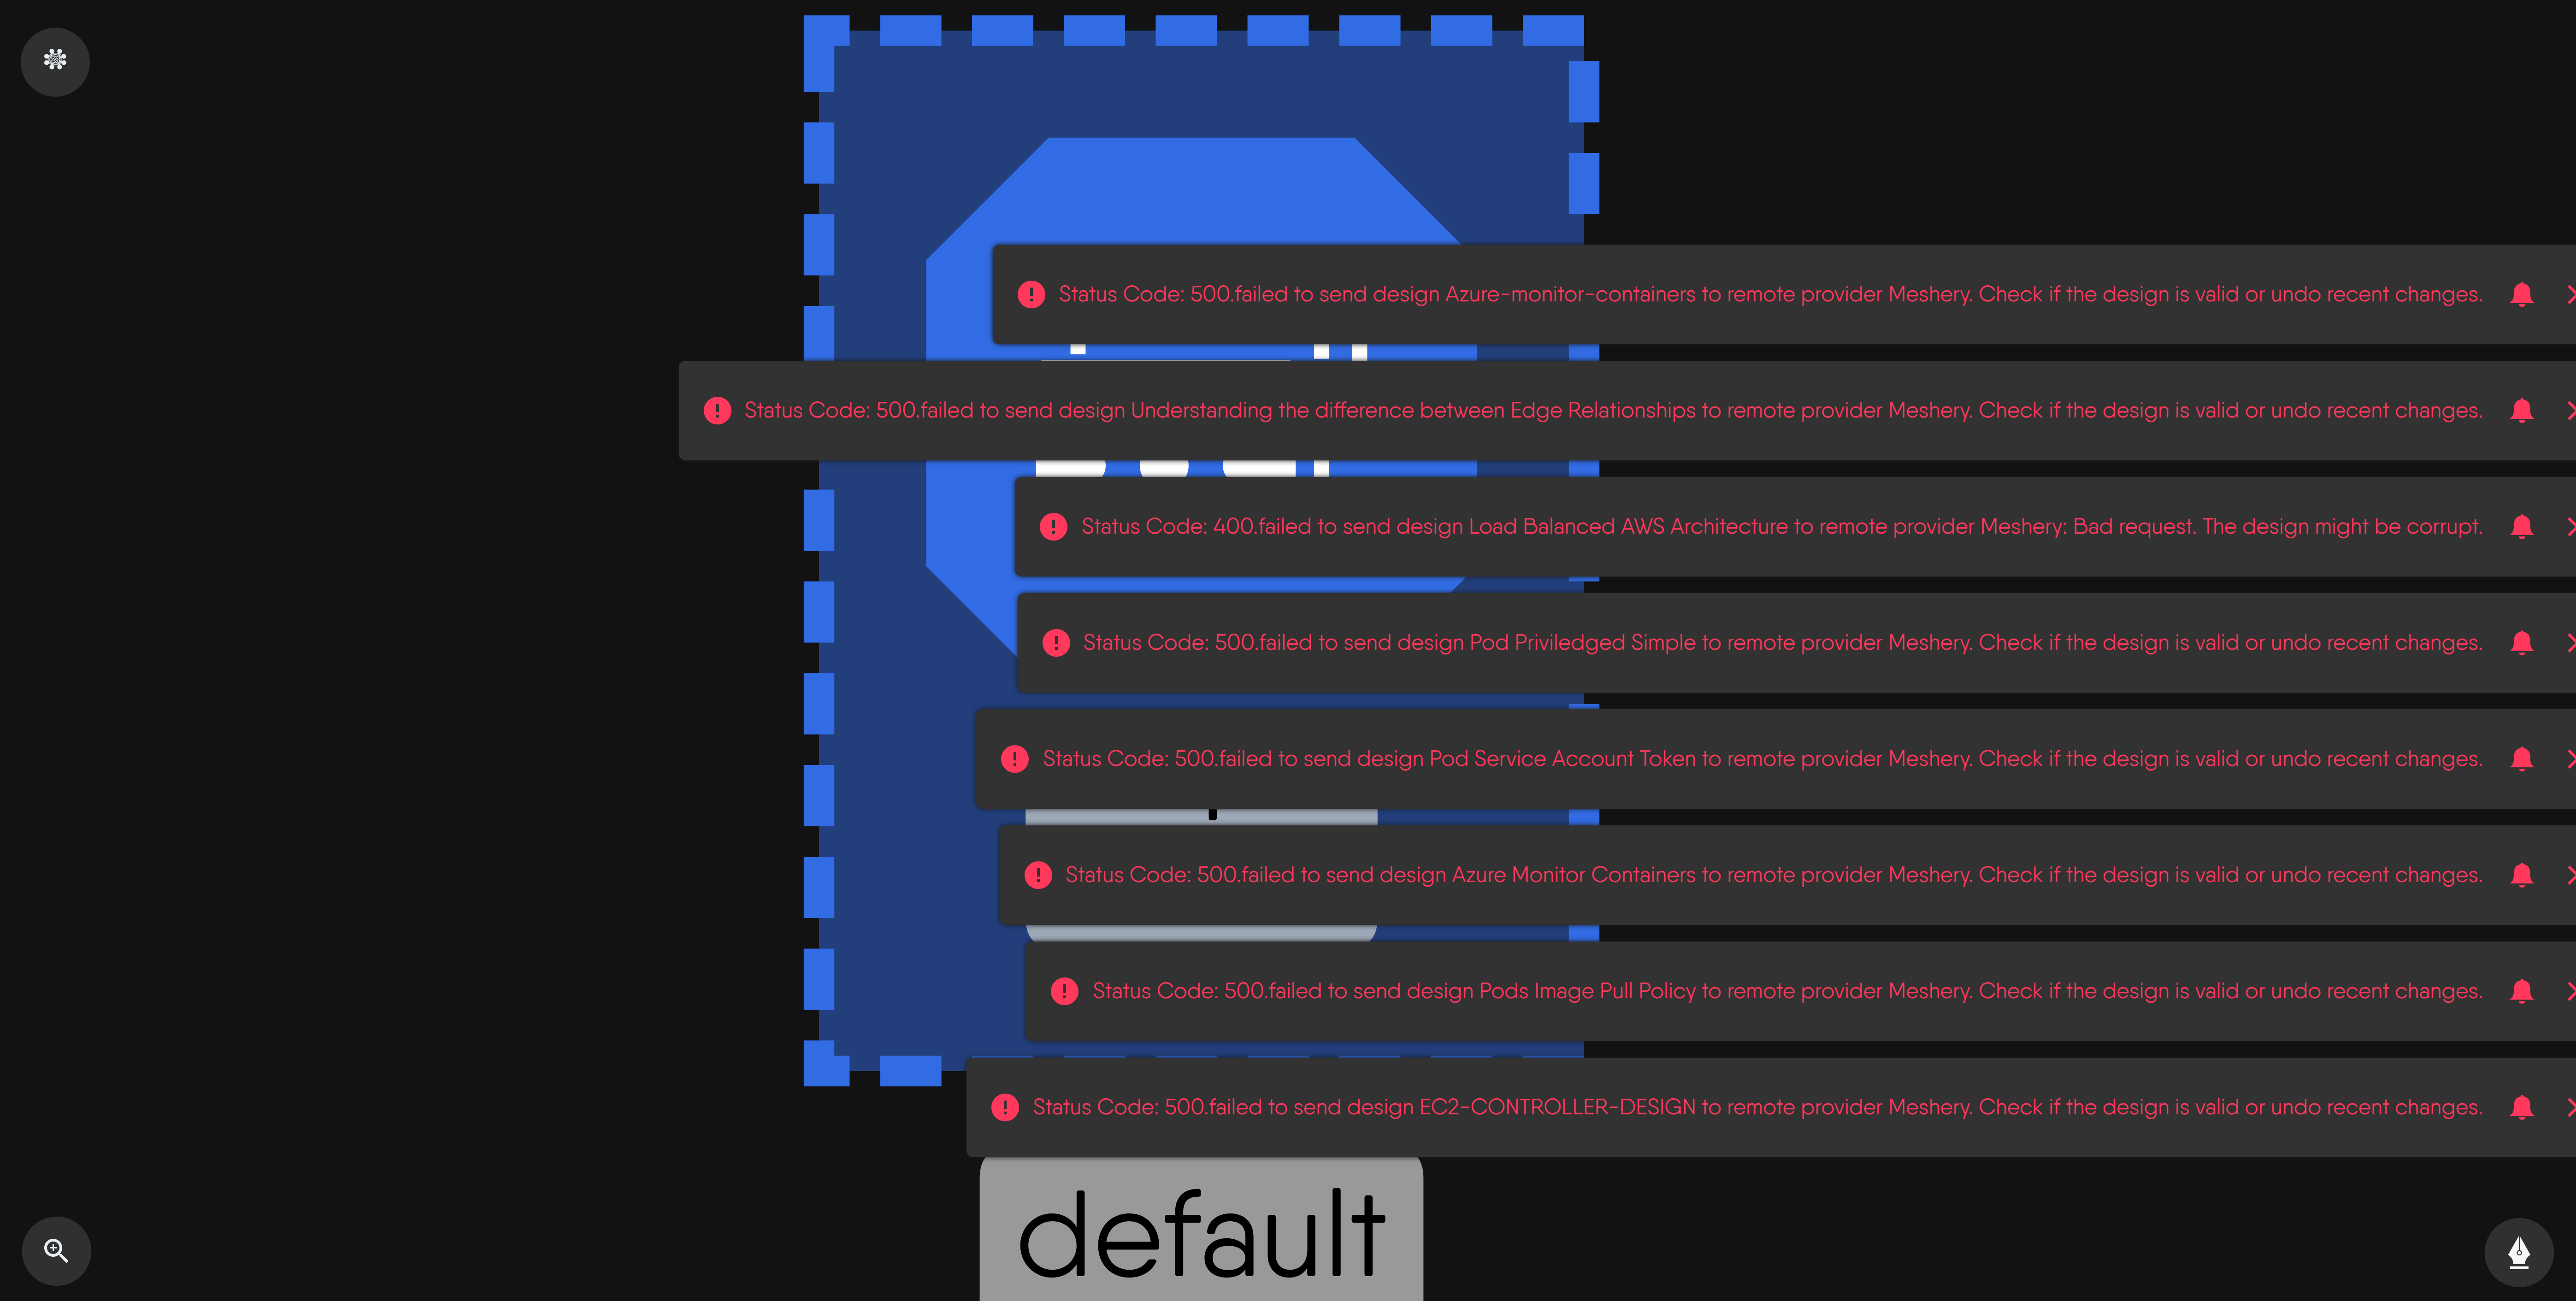 Status Code: 500.failed to send design Azure-monitor-containers to remote provider Meshery. Check if the design is valid or undo recent changes.
Status Code: 500.failed to send design Understanding the difference between Edge Relationships to remote provider Meshery. Check if the design is valid or undo recent changes.
Status Code: 400.failed to send design Load Balanced AWS Architecture to remote provider Meshery: Bad request. The design might be corrupt.
Status Code: 500.failed to send design Pod Priviledged Simple to remote provider Meshery. Check if the design is valid or undo recent changes.
Status Code: 500.failed to send design Pod Service Account Token to remote provider Meshery. Check if the design is valid or undo recent changes.
Status Code: 500.failed to send design Azure Monitor Containers to remote provider Meshery. Check if the design is valid or undo recent changes.
Status Code: 500.failed to send design Pods Image Pull Policy to remote provider Meshery. Check if the design is valid or undo recent changes.
Status Code: 500.failed to send design EC2-CONTROLLER-DESIGN to remote provider Meshery. Check if the design is valid or undo recent changes.
default